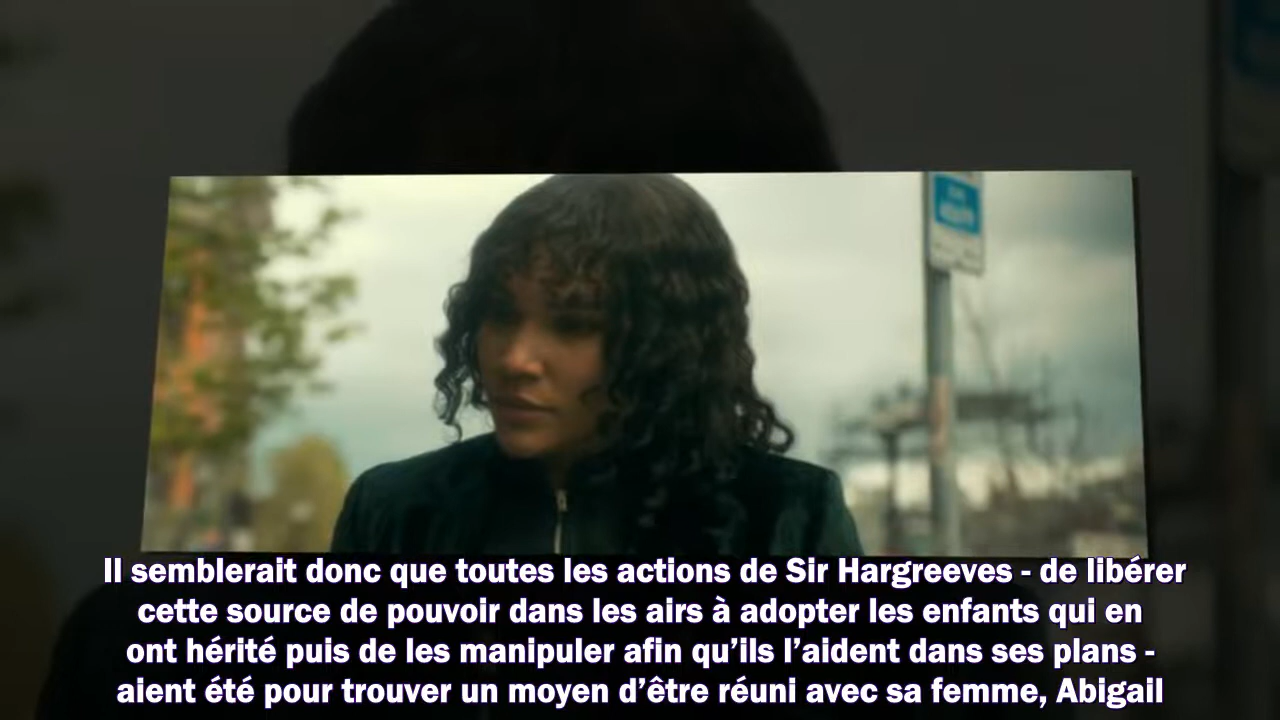 Il semblerait donc que toutes les actions de Sir Hargreeves - de libérer
cette source de pouvoir dans les airs à adopter les enfants qui en
ont hérité puis de les manipuler afin qu’ils l’aident dans ses plans -
aient été pour trouver un moyen d’être réuni avec sa femme, Abigail